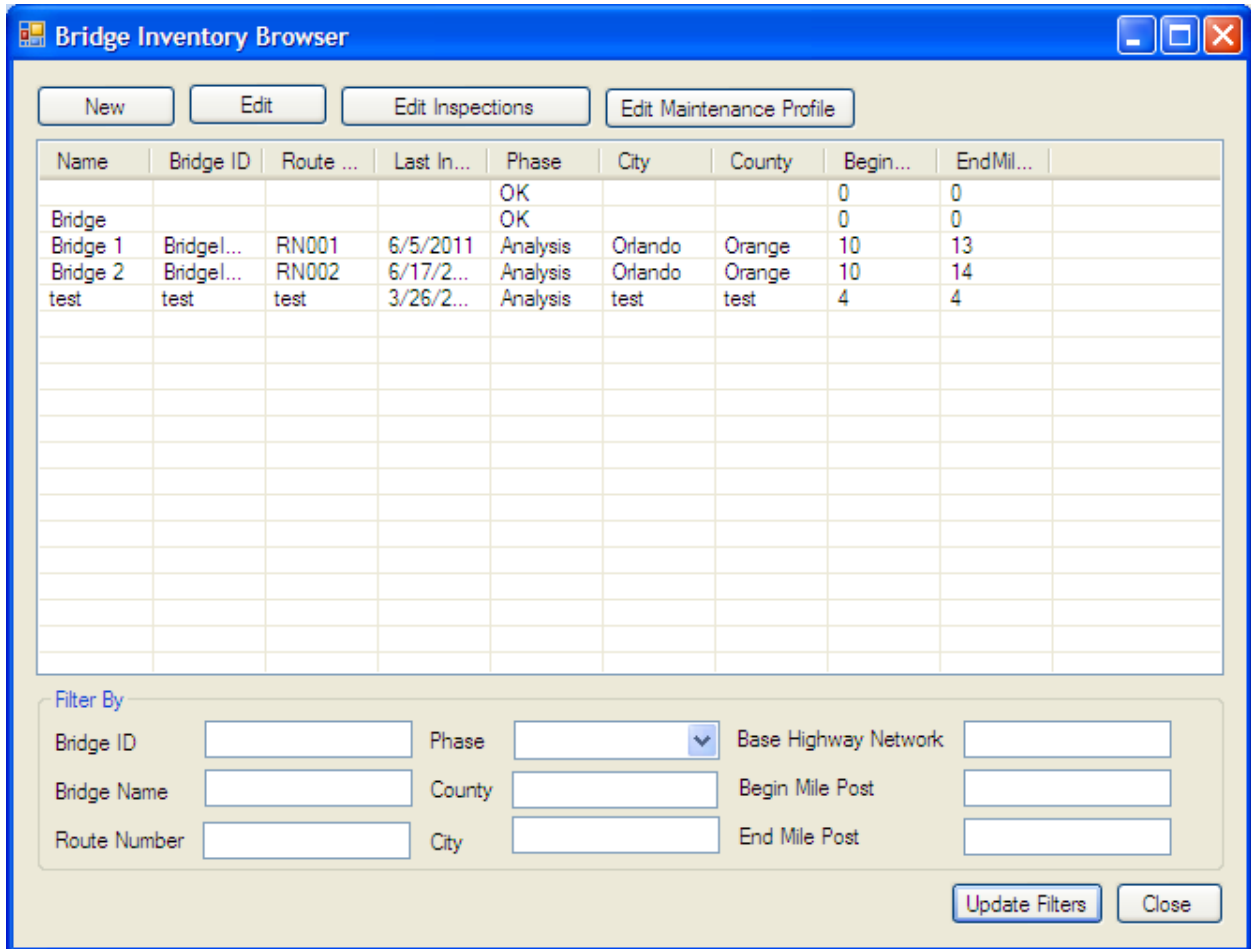 Bridge Inventory Browser
New Edit Edit Inspections Edit Maintenance Profile
Name Bridge ID Route ... Last In... Phase City County Begin... EndMil...
OK 0 0
Bridge OK 0 0
Bridge 1 BridgeI... RN001 6/5/2011 Analysis Orlando Orange 10 13
Bridge 2 BridgeI... RN002 6/17/2... Analysis Orlando Orange 10 14
test test test 3/26/2... Analysis test test 4 4
Filter By
Bridge ID Phase Base Highway Network
Bridge Name County Begin Mile Post
Route Number City End Mile Post
Update Filters Close